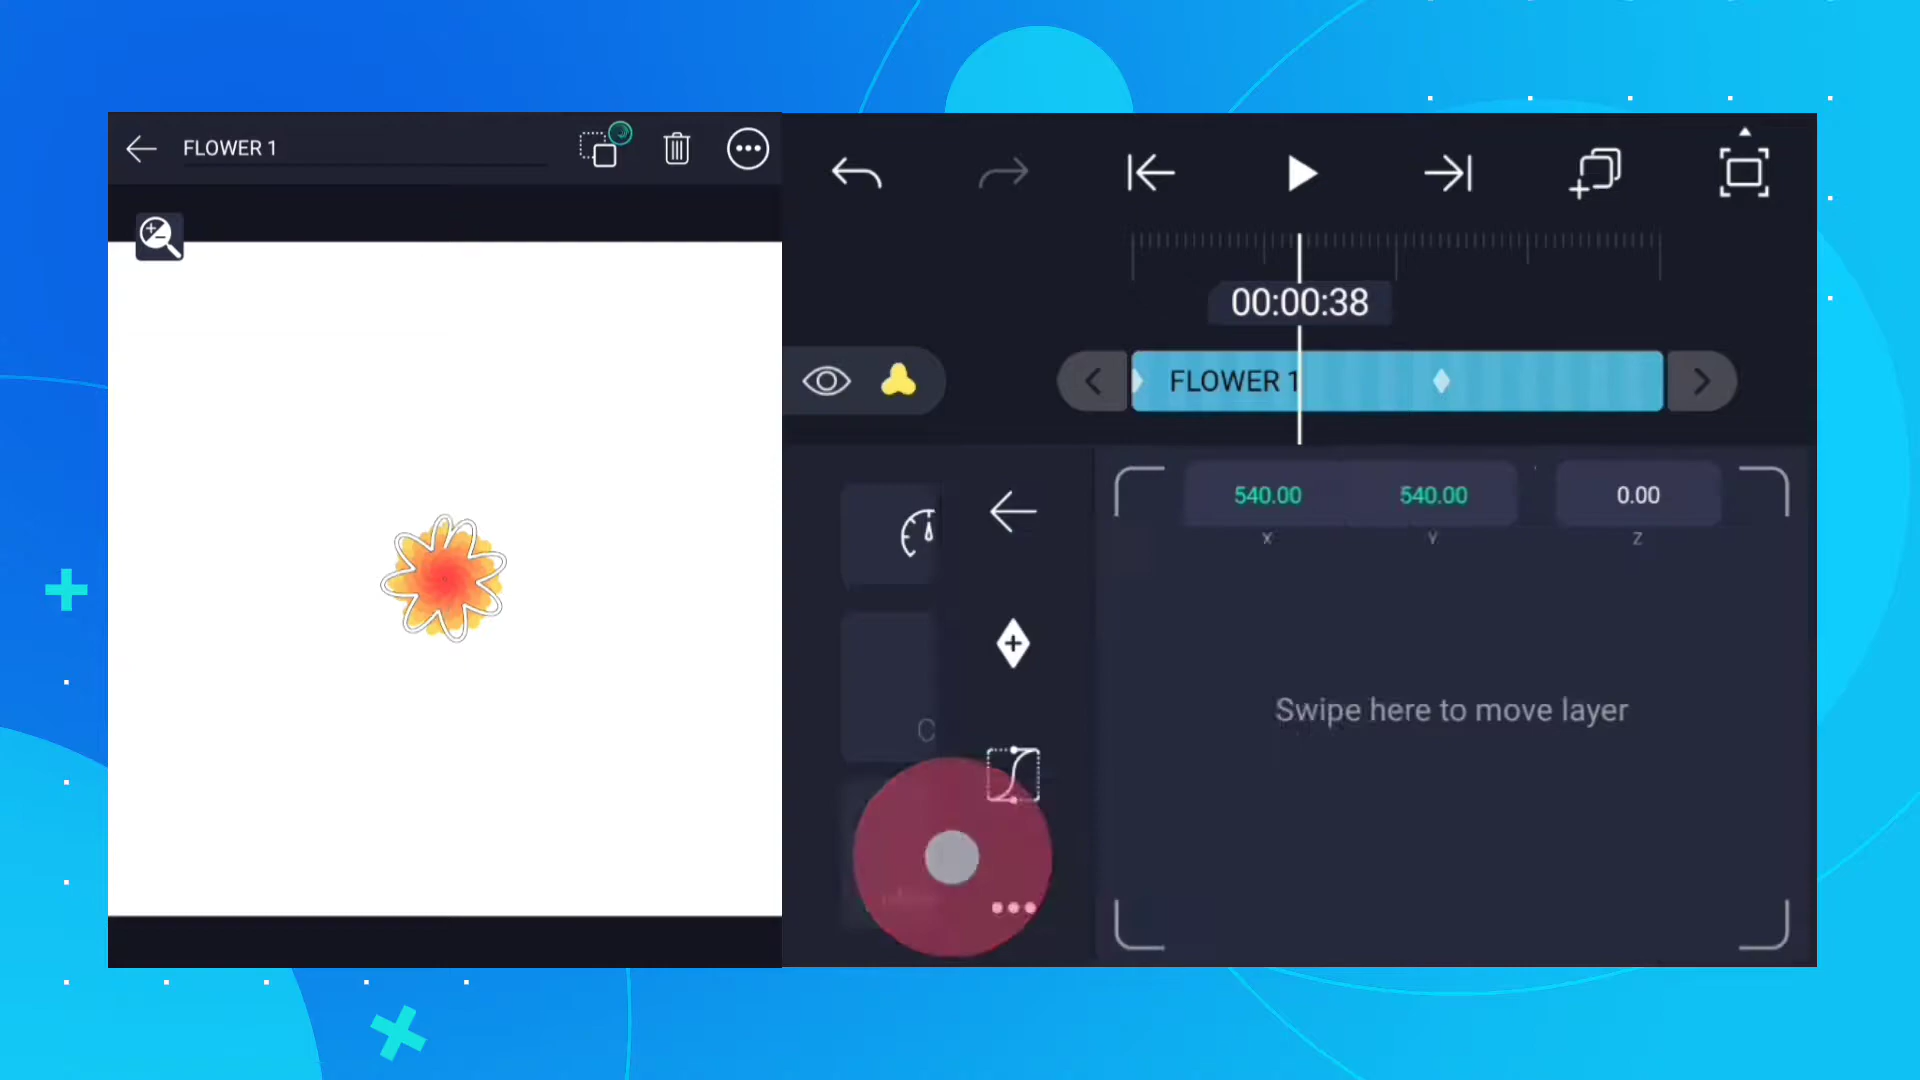 FLOWER 1
00:00:38
FLOWER 1
540.00 540.00 0.00
X Y Z
Swipe here to move layer
C